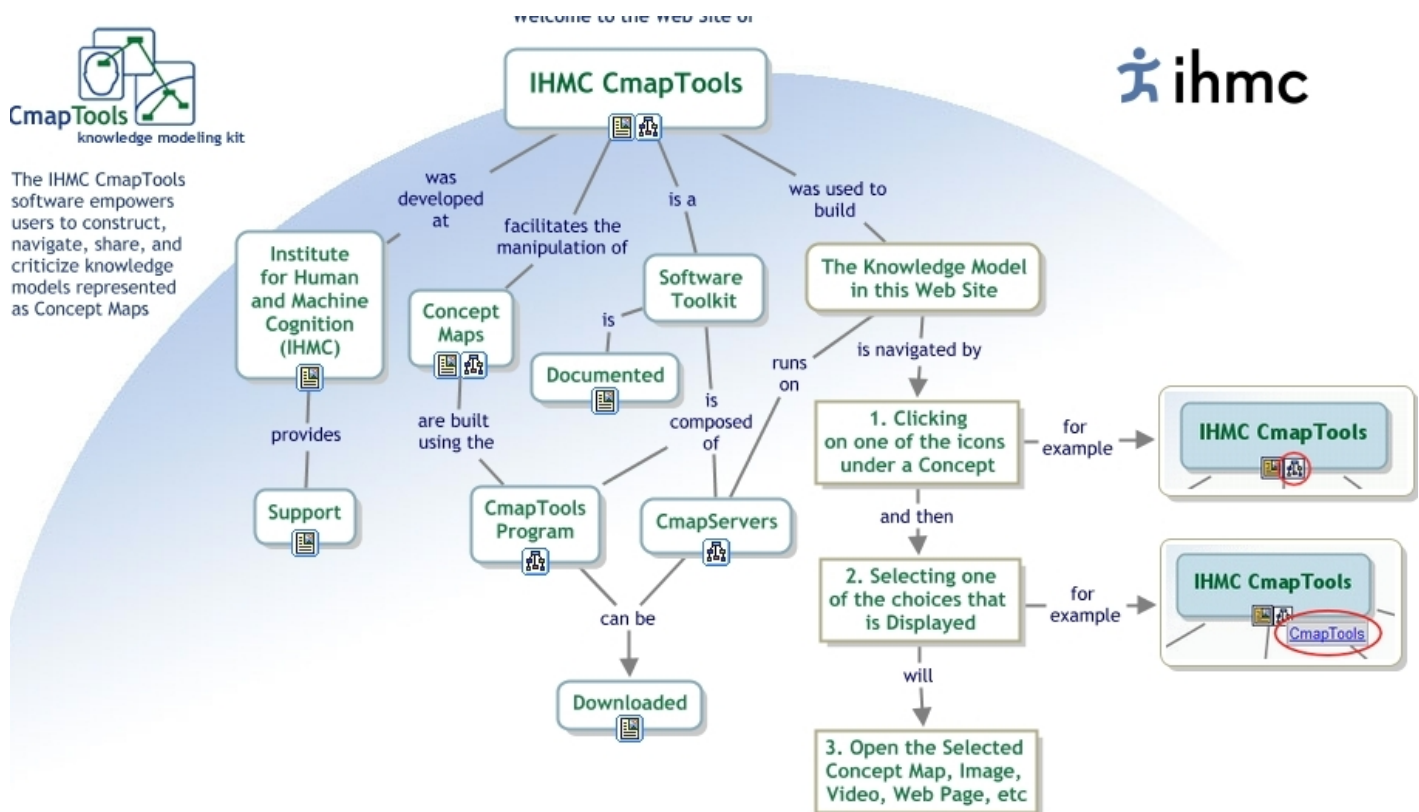 Welcome to the Web Site of
IHMC CmapTools
CmapTools
knowledge modeling kit
ihmc
The IHMC CmapTools
software empowers
users to construct,
navigate, share, and
criticize knowledge
models represented
as Concept Maps
was
developed
at
facilitates the
manipulation of
is a
was used to
build
Institute
for Human
and Machine
Cognition
(IHMC)
Concept
Maps
Software
Toolkit
The Knowledge Model
in this Web Site
is
Documented
provides
are built
using the
is
composed
of
runs
on
is navigated by
1. Clicking
on one of the icons
under a Concept
for
example
IHMC CmapTools
Support
CmapTools
Program
CmapServers
and then
2. Selecting one
of the choices that
is Displayed
for
example
IHMC CmapTools
CmapTools
can be
Downloaded
will
3. Open the Selected
Concept Map, Image,
Video, Web Page, etc